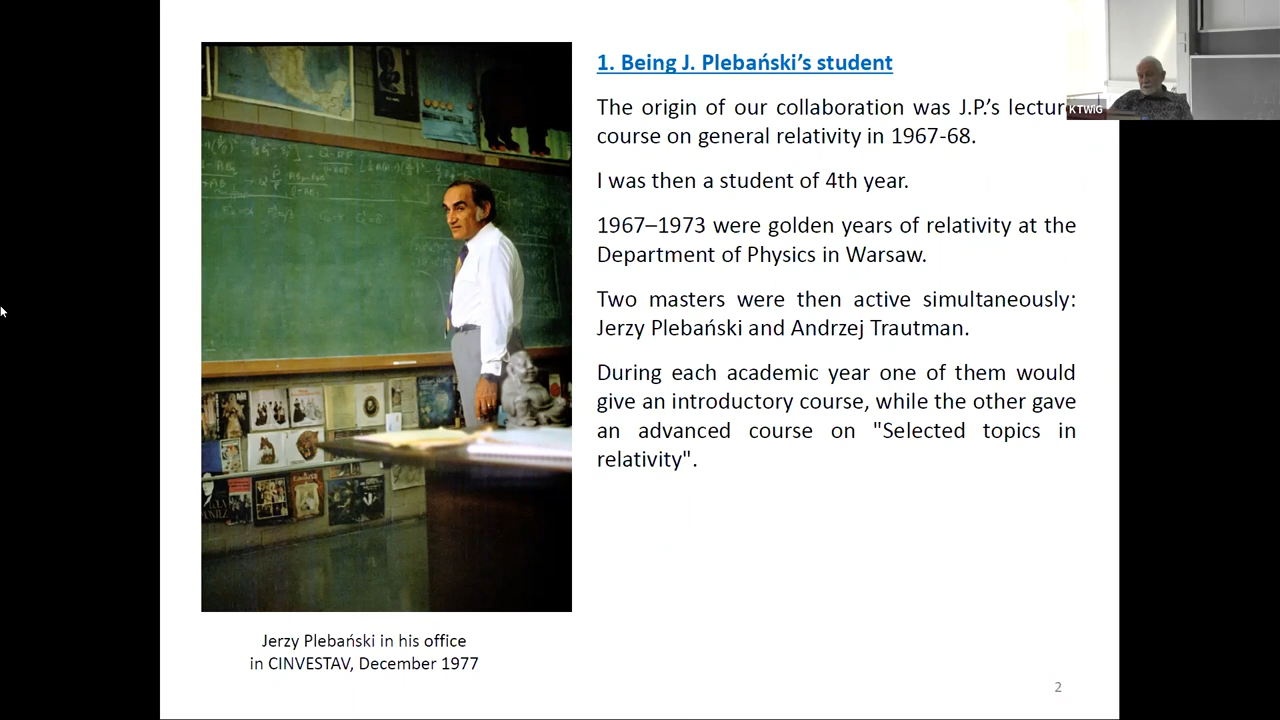 1. Being J. Plebański's student
The origin of our collaboration was J.P.'s lectur
course on general relativity in 1967-68.
I was then a student of 4th year.
1967–1973 were golden years of relativity at the
Department of Physics in Warsaw.
Two masters were then active simultaneously:
Jerzy Plebański and Andrzej Trautman.
During each academic year one of them would
give an introductory course, while the other gave
an advanced course on "Selected topics in
relativity".
Jerzy Plebański in his office
in CINVESTAV, December 1977
2
KTWiG